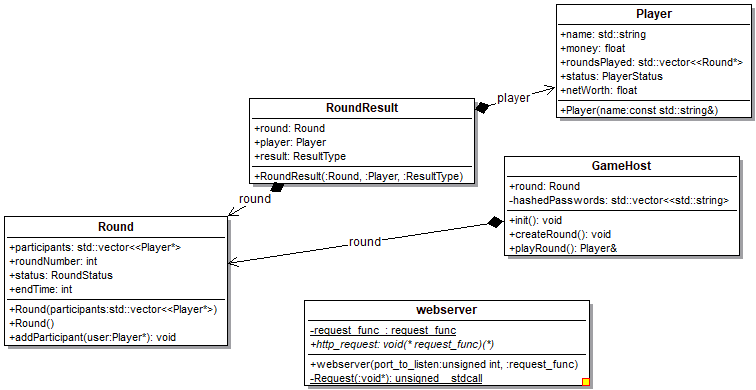 Player
+name: std::string
+money: float
+roundsPlayed: std::vector<<Round*>
+status: PlayerStatus
+netWorth: float
+Player(name:const std::string&)
player
RoundResult
+round: Round
+player: Player
+result: ResultType
+RoundResult(:Round, :Player, :ResultType)
round
GameHost
+round: Round
-hashedPasswords: std::vector<<std::string>
+init(): void
+createRound(): void
+playRound(): Player&
round
Round
+participants: std::vector<<Player*>
+roundNumber: int
+status: RoundStatus
+endTime: int
+Round(participants:std::vector<<Player*>)
+Round()
+addParticipant(user:Player*): void
webserver
-request_func_: request_func
+http_request: void(* request_func)(*)
+webserver(port_to_listen:unsigned int, :request_func)
-Request(:void*): unsigned __stdcall